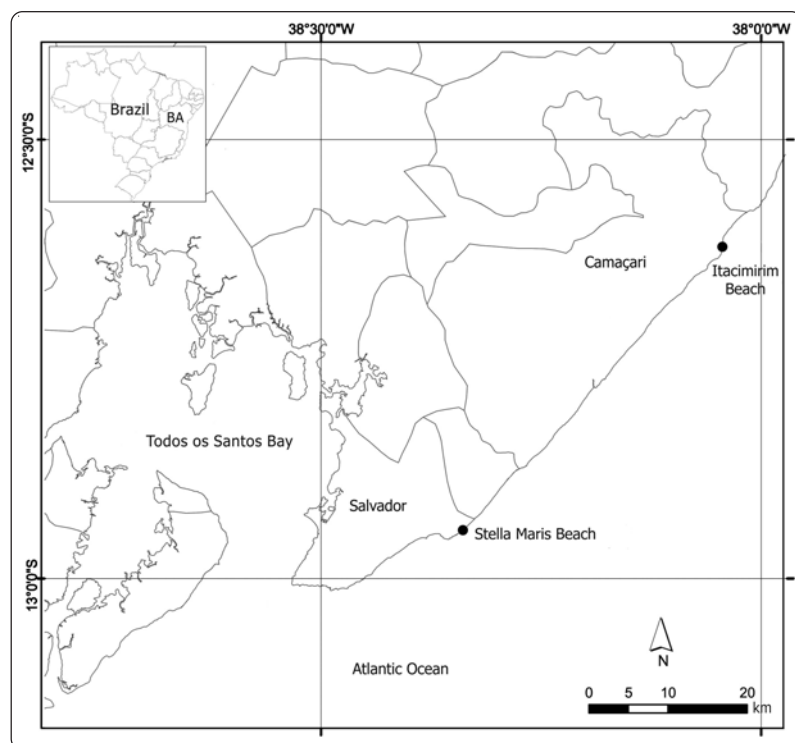 38°30'0"W
38°0'0"W
Brazil
BA
12°30'0"S
Camaçari
Itacimirim
Beach
Todos os Santos Bay
Salvador
Stella Maris Beach
13°0'0"S
Atlantic Ocean
N
0 5 10 20
km